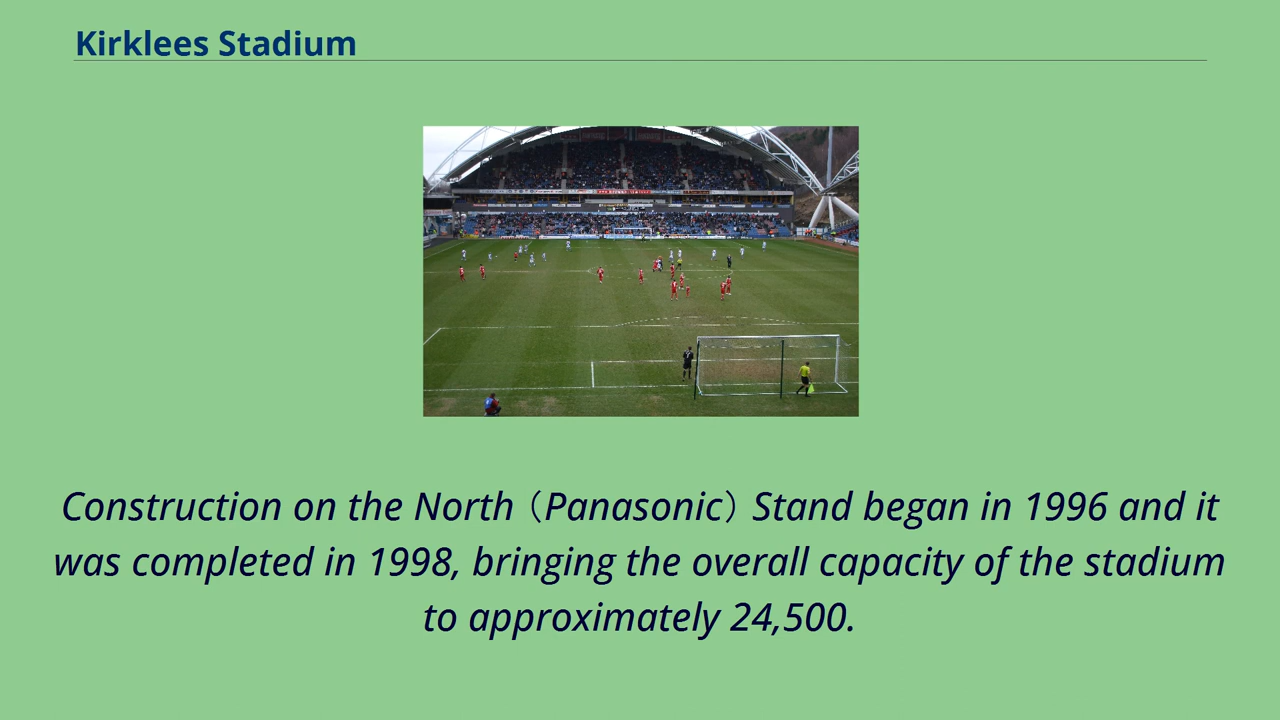 Kirklees Stadium
Construction on the North（Panasonic）Stand began in 1996 and it
was completed in 1998, bringing the overall capacity of the stadium
to approximately 24,500.